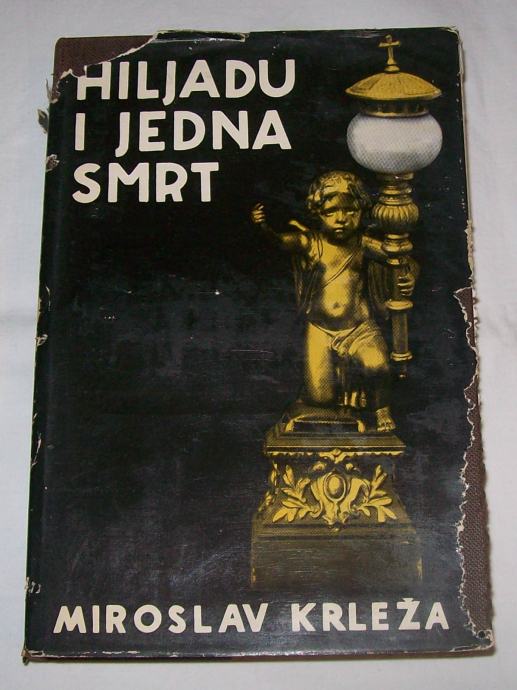 HILJADU
I JEDNA
SMRT
MIROSLAV KRLEŽA